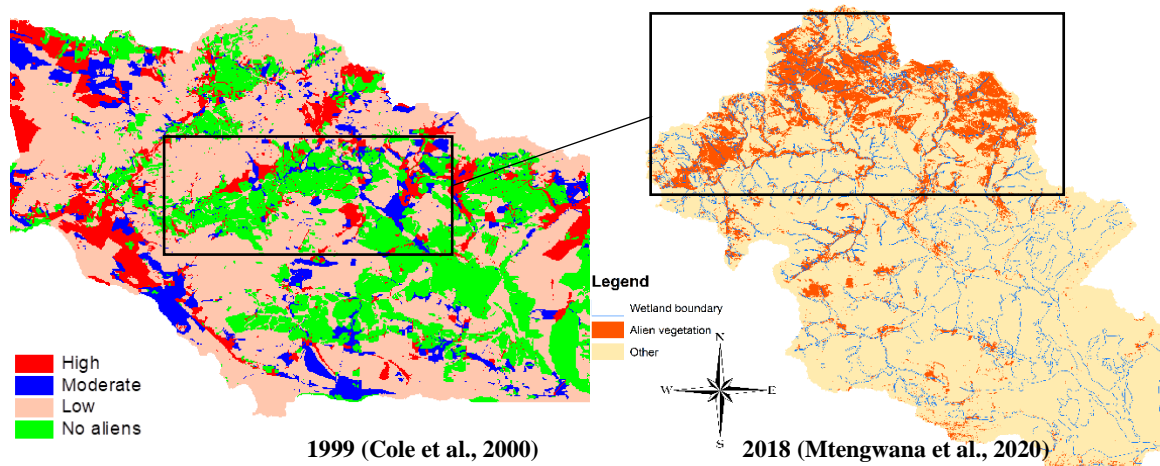 High
Moderate
Low
No aliens
1999 (Cole et al., 2000)
Legend
Wetland boundary
Alien vegetation
Other
N
W
E
S
2018 (Mtengwana et al., 2020)